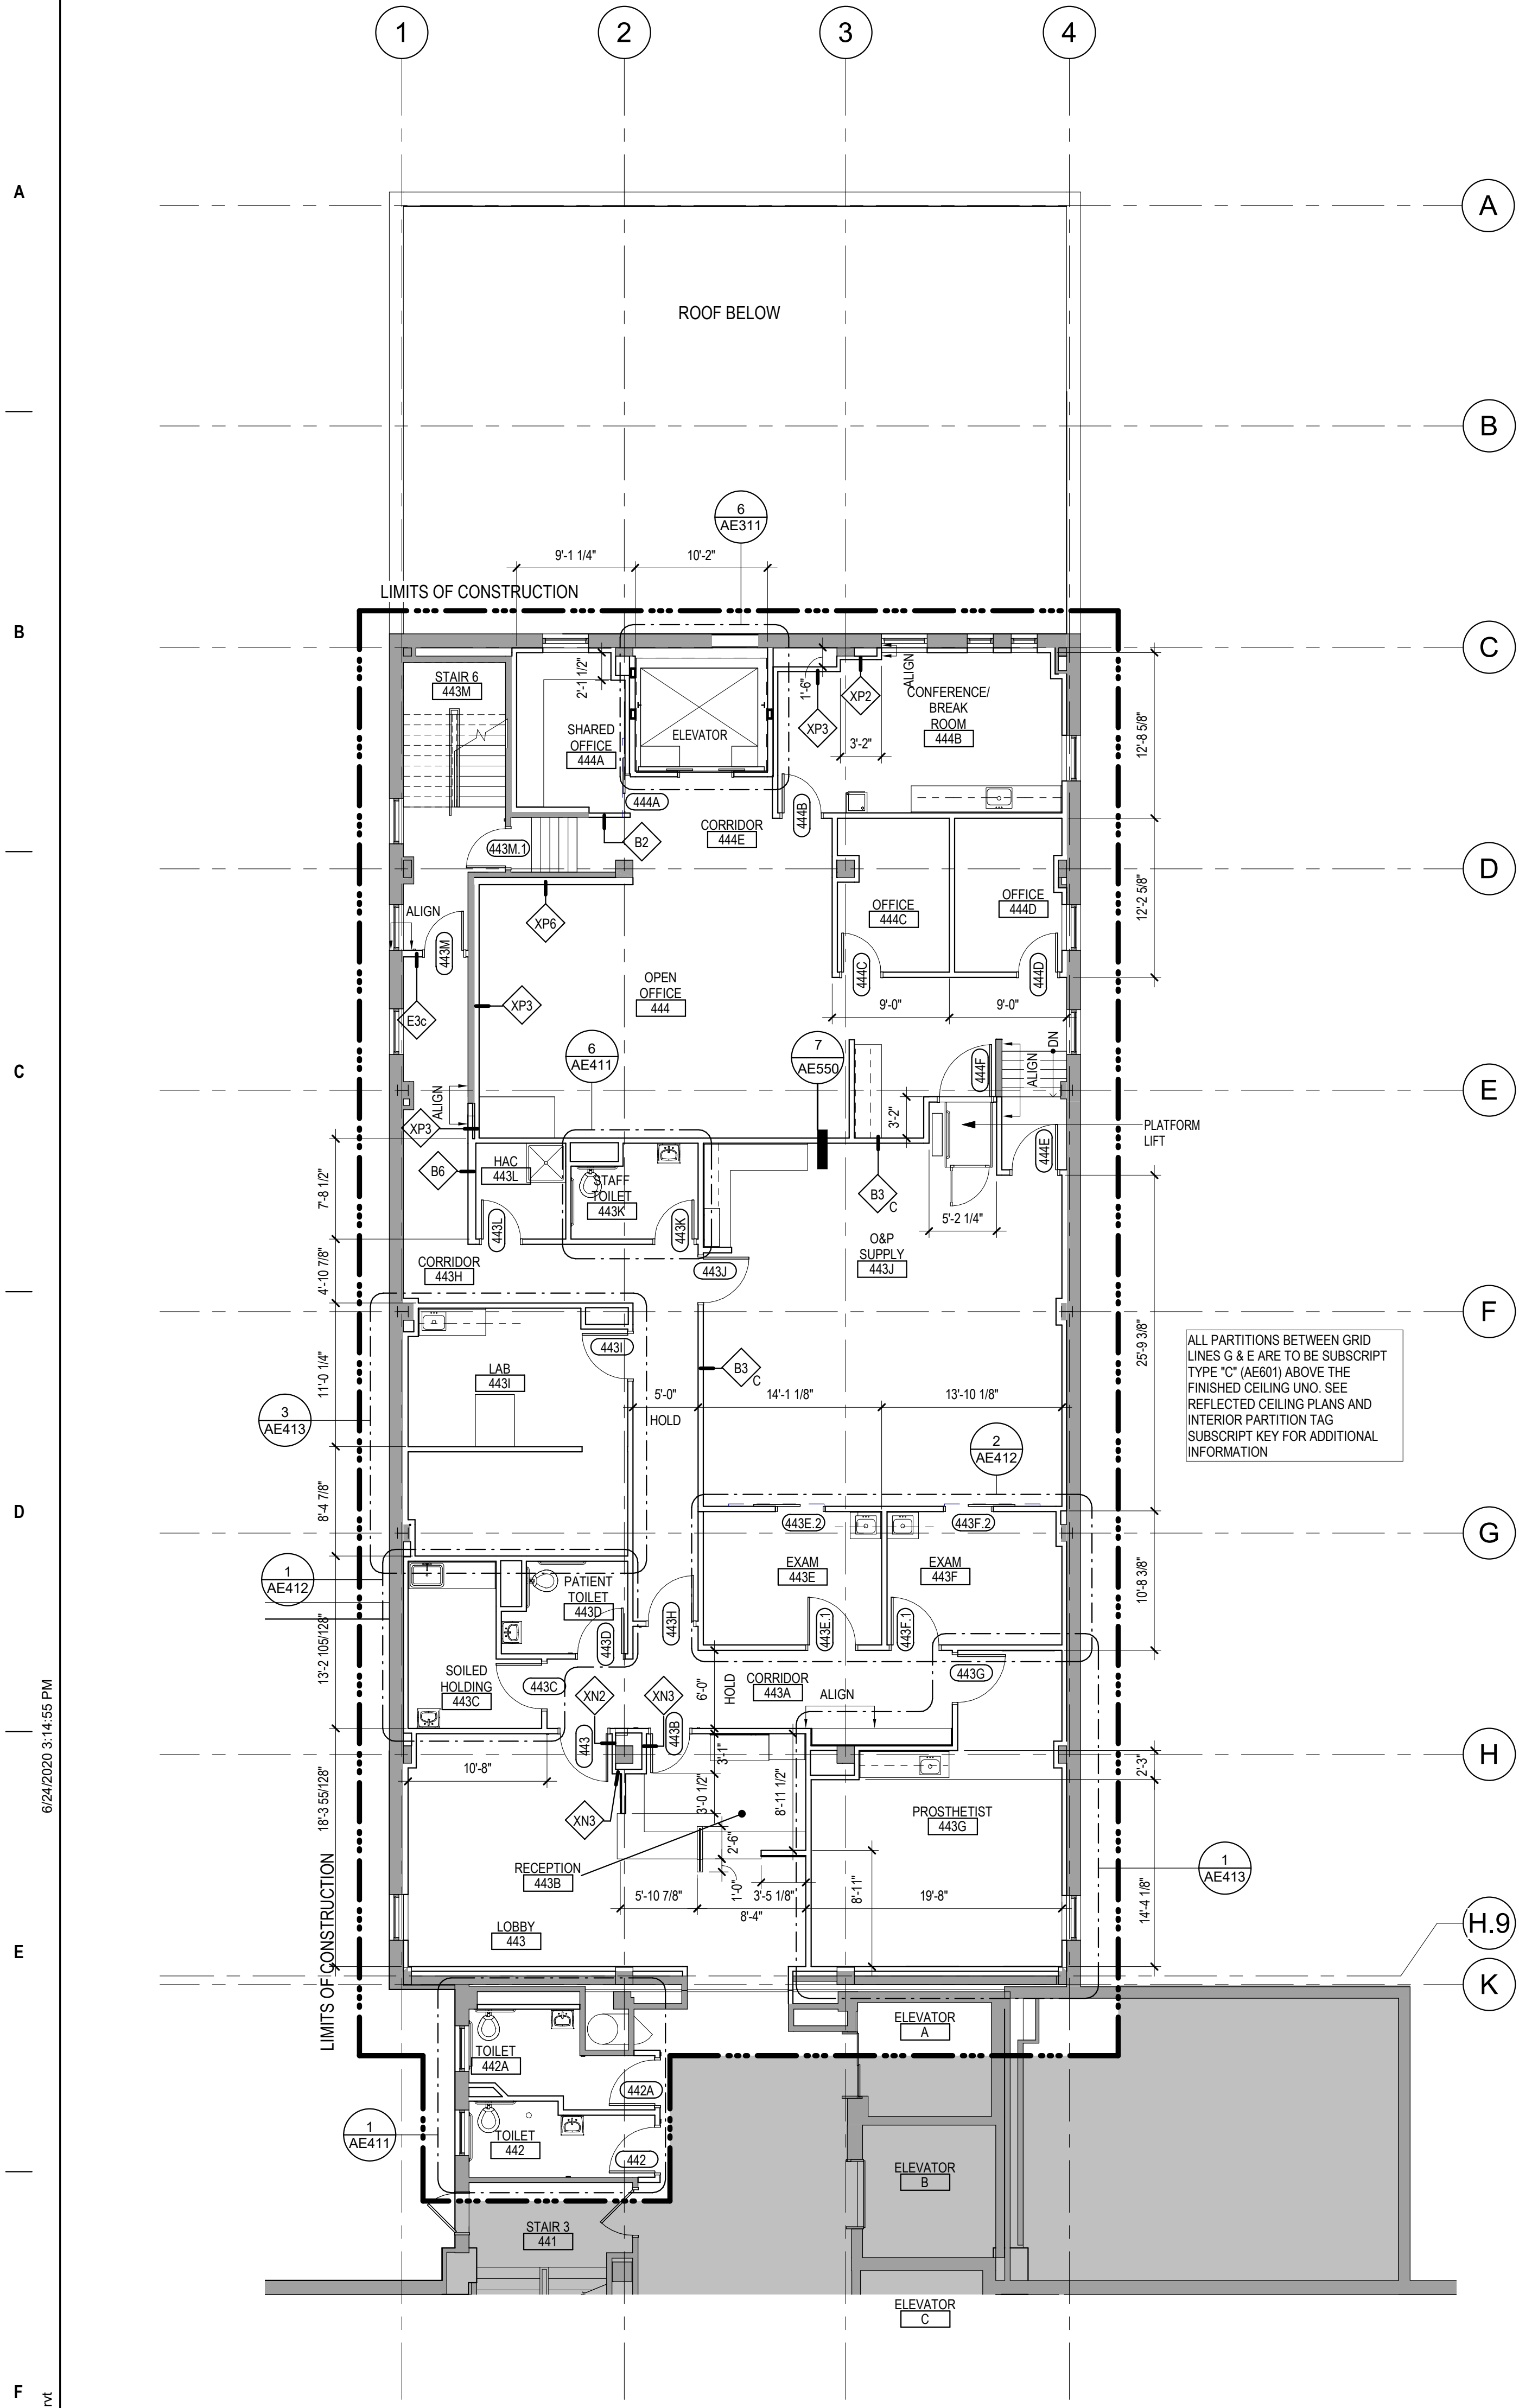 1
2
3
4
A
A
ROOF BELOW
B
6
AE311
9'-1 1/4"
10'-2"
LIMITS OF CONSTRUCTION
B
C
STAIR 6
443M
2'-1 1/2"
SHARED
OFFICE
444A
ELEVATOR
1'-6"
XP3
XP2
3'-2"
ALIGN
CONFERENCE/
BREAK
ROOM
444B
12'-8 5/8"
444A
444B
CORRIDOR
444E
B2
443M.1
D
ALIGN
443M
XP6
OFFICE
444C
OFFICE
444D
12'-2 5/8"
444C
444D
OPEN
OFFICE
444
9'-0"
9'-0"
XP3
E3c
6
AE411
7
AE550
444F
ALIGN
DN
C
E
ALIGN
XP3
3'-2"
PLATFORM
LIFT
444E
B6
HAC
443L
STAFF
TOILET
443K
B3
C
5'-2 1/4"
7'-8 1/2"
443L
443K
O&P
SUPPLY
443J
443J
CORRIDOR
443H
4'-10 7/8"
F
443I
LAB
443I
B3
C
11'-0 1/4"
25'-9 3/8"
ALL PARTITIONS BETWEEN GRID
LINES G & E ARE TO BE SUBSCRIPT
TYPE "C" (AE601) ABOVE THE
FINISHED CEILING UNO. SEE
REFLECTED CEILING PLANS AND
INTERIOR PARTITION TAG
SUBSCRIPT KEY FOR ADDITIONAL
INFORMATION
5'-0"
HOLD
14'-1 1/8"
13'-10 1/8"
3
AE413
2
AE412
8'-4 7/8"
D
443E.2
443F.2
G
EXAM
443E
EXAM
443F
10'-8 3/8"
1
AE412
PATIENT
TOILET
443D
443D
443H
443E.1
443F.1
13'-2 105/128"
SOILED
HOLDING
443C
443C
XN2
XN3
6'-0"
HOLD
CORRIDOR
443A
ALIGN
443G
6/24/2020 3:14:55 PM
443
443B
H
10'-8"
3'-1"
3'-0 1/2"
8'-11 1/2"
2'-3"
18'-3 55/128"
XN3
PROSTHETIST
443G
2'-6"
RECEPTION
443B
1'-0"
5'-10 7/8"
3'-5 1/8"
8'-4"
8'-11"
19'-8"
14'-4 1/8"
1
AE413
LOBBY
443
H.9
E
LIMITS OF CONSTRUCTION
K
ELEVATOR
A
TOILET
442A
442A
1
AE411
TOILET
442
442
ELEVATOR
B
STAIR 3
441
ELEVATOR
C
F
rvt